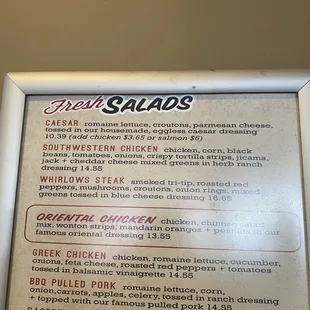 Fresh SALADS
CAESAR romaine lettuce, croutons, parmesan cheese,
tossed in our housemade, eggless caesar dressing
10.39 (add chicken $3.65 or salmon $6)
SOUTHWESTERN CHICKEN chicken, corn, black
beans, tomatoes, onions, crispy tortilla strips, jicama,
jack + cheddar cheese mixed greens in herb ranch
dressing 14.55
WHIRLOWS STEAK smoked tri-tip, roasted red
peppers, mushrooms, croutons, onion rings, mixed
greens tossed in blue cheese dressing 16.65
ORIENTAL CHICKEN chicken, chinese salad
mix, wonton strips, mandarin oranges + peanuts in our
famous oriental dressing 13.55
GREEK CHICKEN chicken, romaine lettuce, cucumber,
onions, feta cheese, roasted red peppers + tomatoes
tossed in balsamic vinaigrette 14.55
BBQ PULLED PORK romaine lettuce, corn,
onion, carrots, apples, celery, tossed in ranch dressing
+ topped with our famous pulled pork 14.55